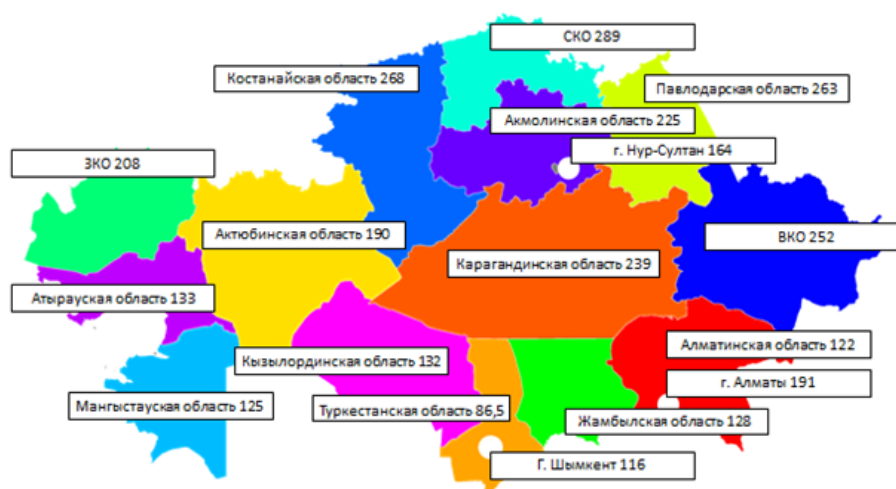 СКО 289
Костанайская область 268
Павлодарская область 263
Акмолинская область 225
г. Нур-Султан 164
ЗКО 208
Актюбинская область 190
ВКО 252
Карагандинская область 239
Атырауская область 133
Алматинская область 122
Кызылординская область 132
г. Алматы 191
Мангыстауская область 125
Туркестанская область 86,5
Жамбылская область 128
Г. Шымкент 116